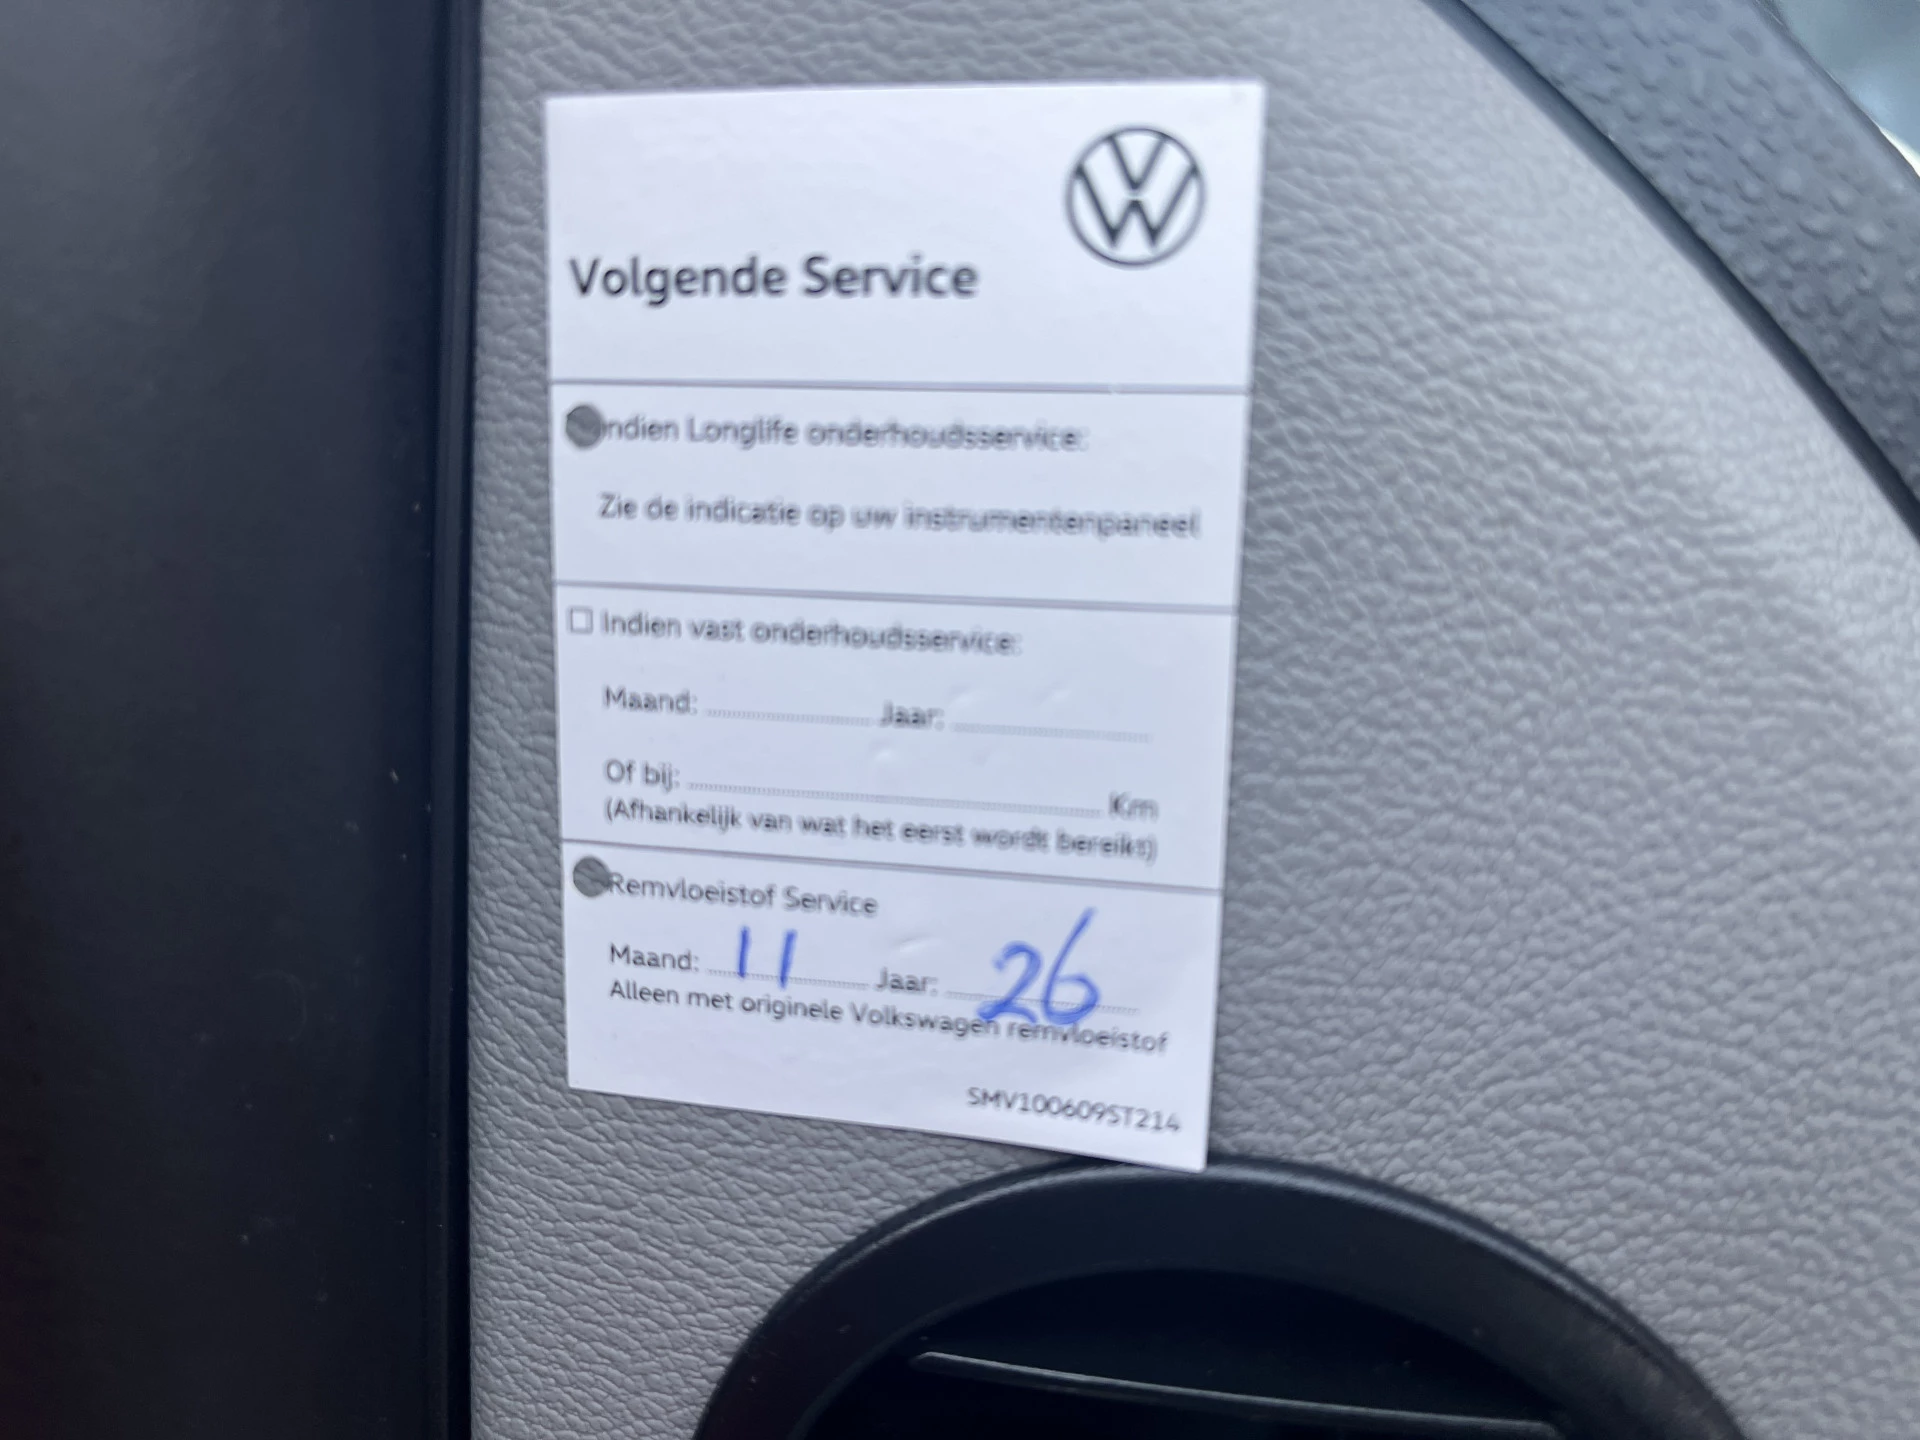 Volgende Service
Indien Longlife onderhoudsservice:
Zie de indicatie op uw instrumentenpaneel
Indien vast onderhoudsservice:
Maand: Jaar:
Of bij: Km
(Afhankelijk van wat het eerst wordt bereikt)
Remvloeistof Service
Maand: 11 Jaar: 26
Alleen met originele Volkswagen remvloeistof
SMV100609ST214